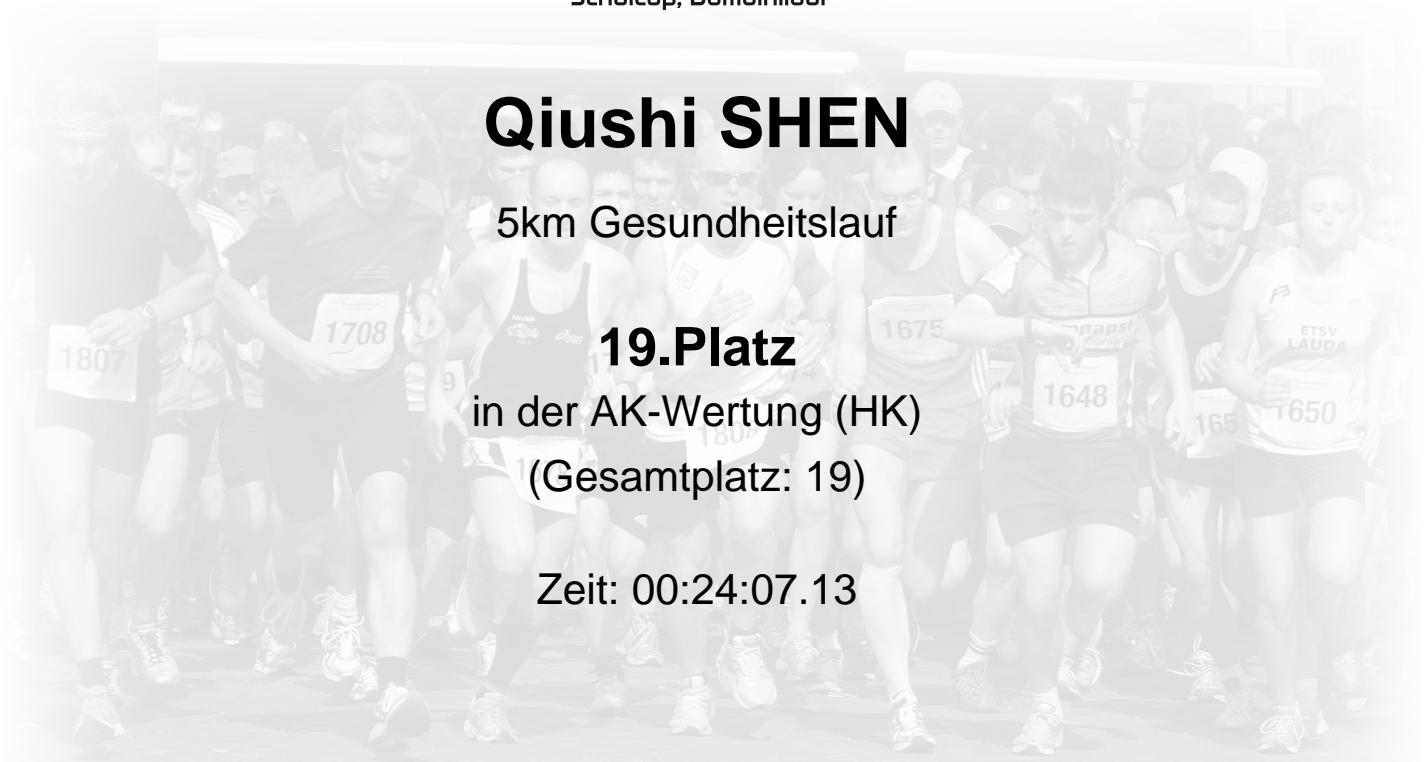 Qiushi SHEN
5km Gesundheitslauf
19.Platz
in der AK-Wertung (HK)
(Gesamtplatz: 19)
Zeit: 00:24:07.13
1807
1708
1675
1648
165
1650
ETSV
LAUDA